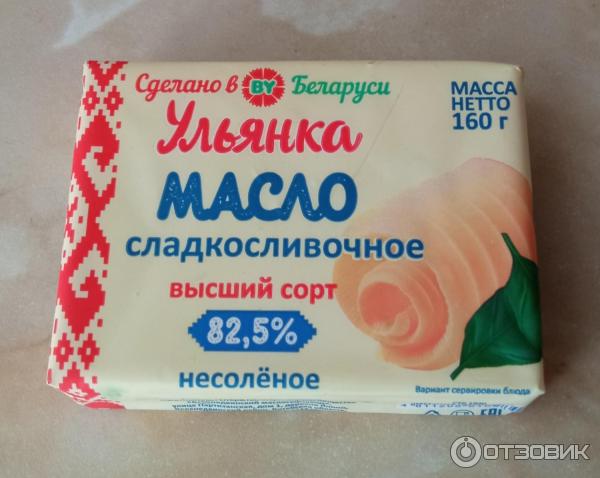 Сделано в BY Беларуси
МАССА
НЕТТО
160 г
Ульянка
МАСЛО
сладкосливочное
высший сорт
82,5%
несолёное
Вариант сервировки блюда
ОТЗОВИК